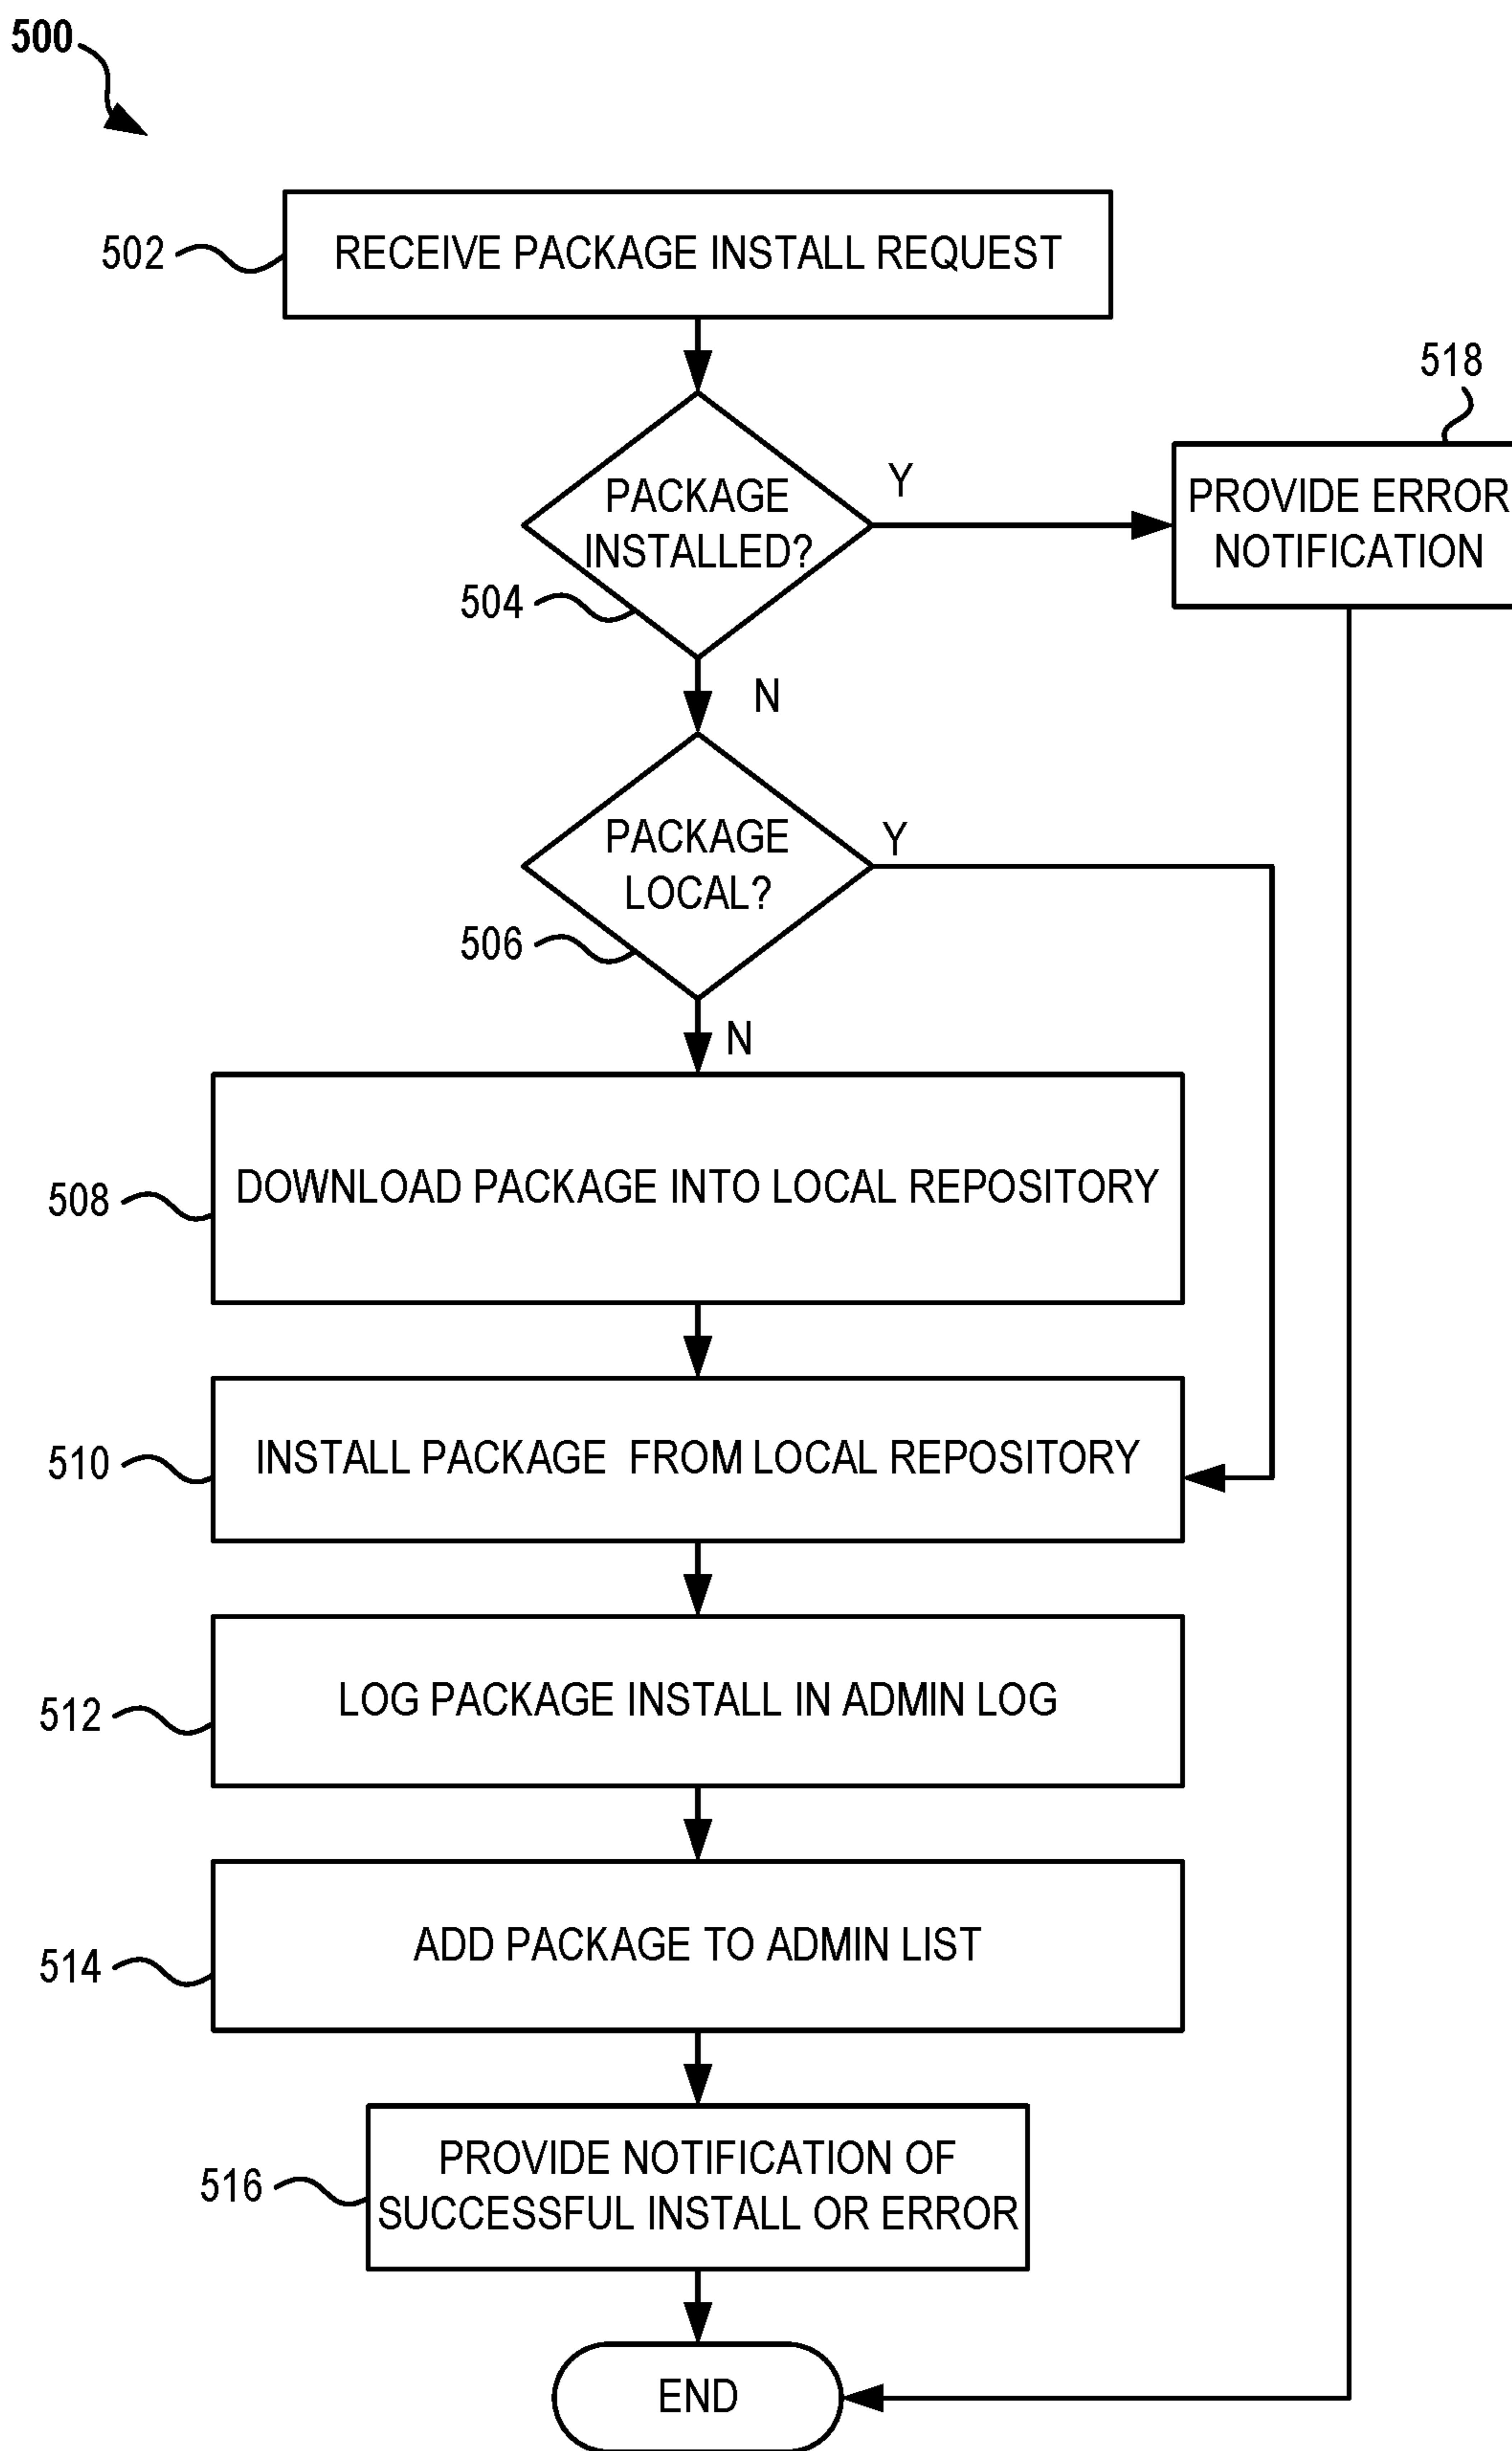 500
502
RECEIVE PACKAGE INSTALL REQUEST
518
PACKAGE
INSTALLED?
Y
PROVIDE ERROR
NOTIFICATION
504
N
PACKAGE
LOCAL?
Y
506
N
508
DOWNLOAD PACKAGE INTO LOCAL REPOSITORY
510
INSTALL PACKAGE FROM LOCAL REPOSITORY
512
LOG PACKAGE INSTALL IN ADMIN LOG
514
ADD PACKAGE TO ADMIN LIST
516
PROVIDE NOTIFICATION OF
SUCCESSFUL INSTALL OR ERROR
END